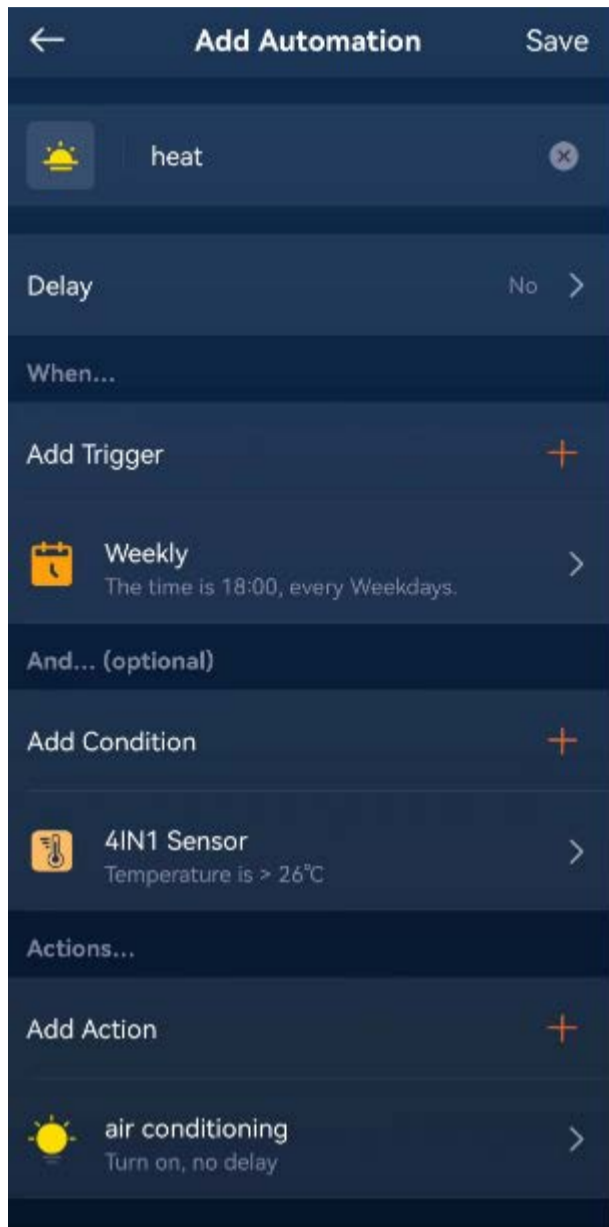 Add Automation Save
heat
Delay No
When...
Add Trigger
Weekly
The time is 18:00, every Weekdays.
And... (optional)
Add Condition
4IN1 Sensor
Temperature is > 26°C
Actions...
Add Action
air conditioning
Turn on, no delay